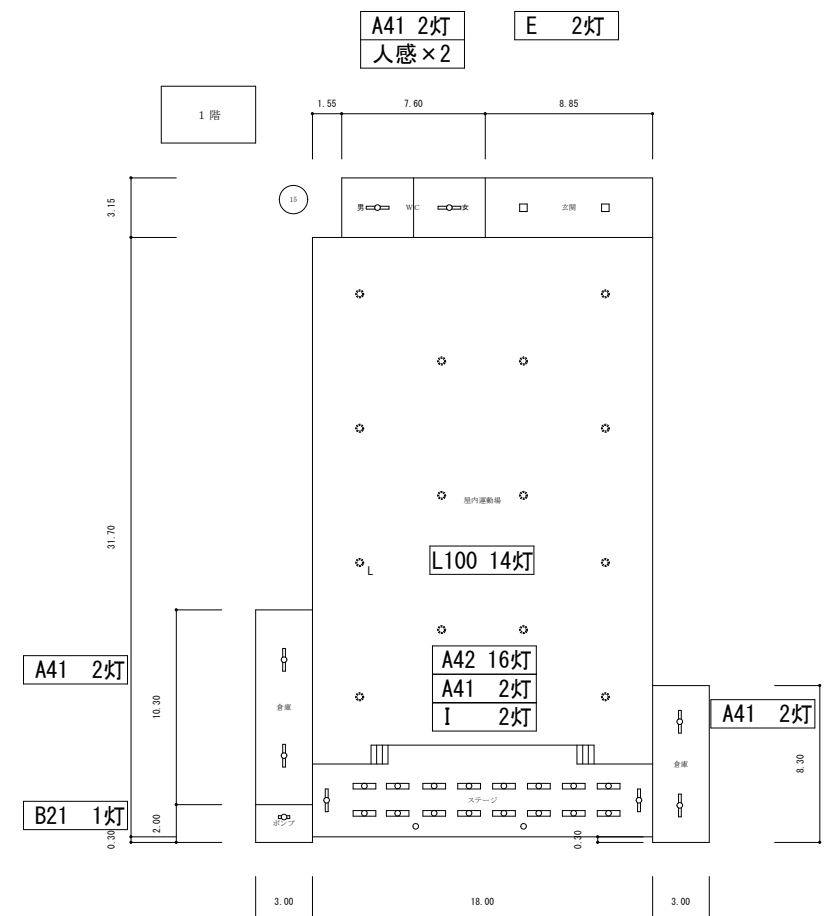 A41 2灯
人感×2
E 2灯
1 階
1.55
7.60
8.85
3.15
15
男
WC
女
玄関
31.70
屋内運動場
L
L100 14灯
A42 16灯
A41 2灯
I 2灯
A41 2灯
10.30
倉庫
A41 2灯
倉庫
8.30
ステージ
B21 1灯
ポンプ
2.00
0.30
0.30
3.00
18.00
3.00